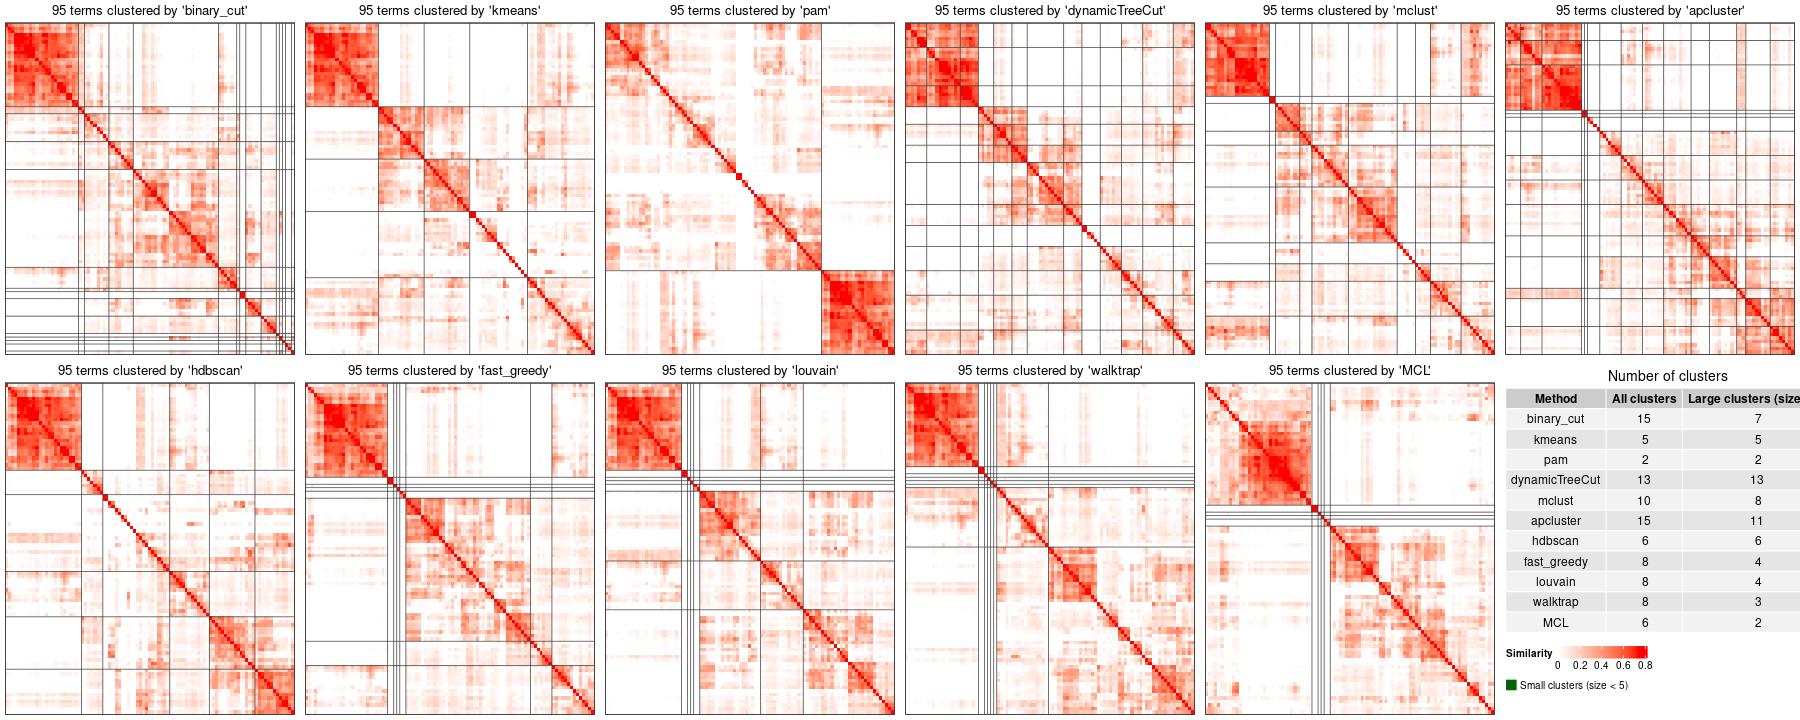 95 terms clustered by 'binary_cut'
95 terms clustered by 'kmeans'
95 terms clustered by 'pam'
95 terms clustered by 'dynamicTreeCut'
95 terms clustered by 'mclust'
95 terms clustered by 'apcluster'
95 terms clustered by 'hdbscan'
95 terms clustered by 'fast_greedy'
95 terms clustered by 'louvain'
95 terms clustered by 'walktrap'
95 terms clustered by 'MCL'
Number of clusters
Method All clusters Large clusters (size
binary_cut 15 7
kmeans 5 5
pam 2 2
dynamicTreeCut 13 13
mclust 10 8
apcluster 15 11
hdbscan 6 6
fast_greedy 8 4
louvain 8 4
walktrap 8 3
MCL 6 2
Similarity
0 0.2 0.4 0.6 0.8
Small clusters (size < 5)